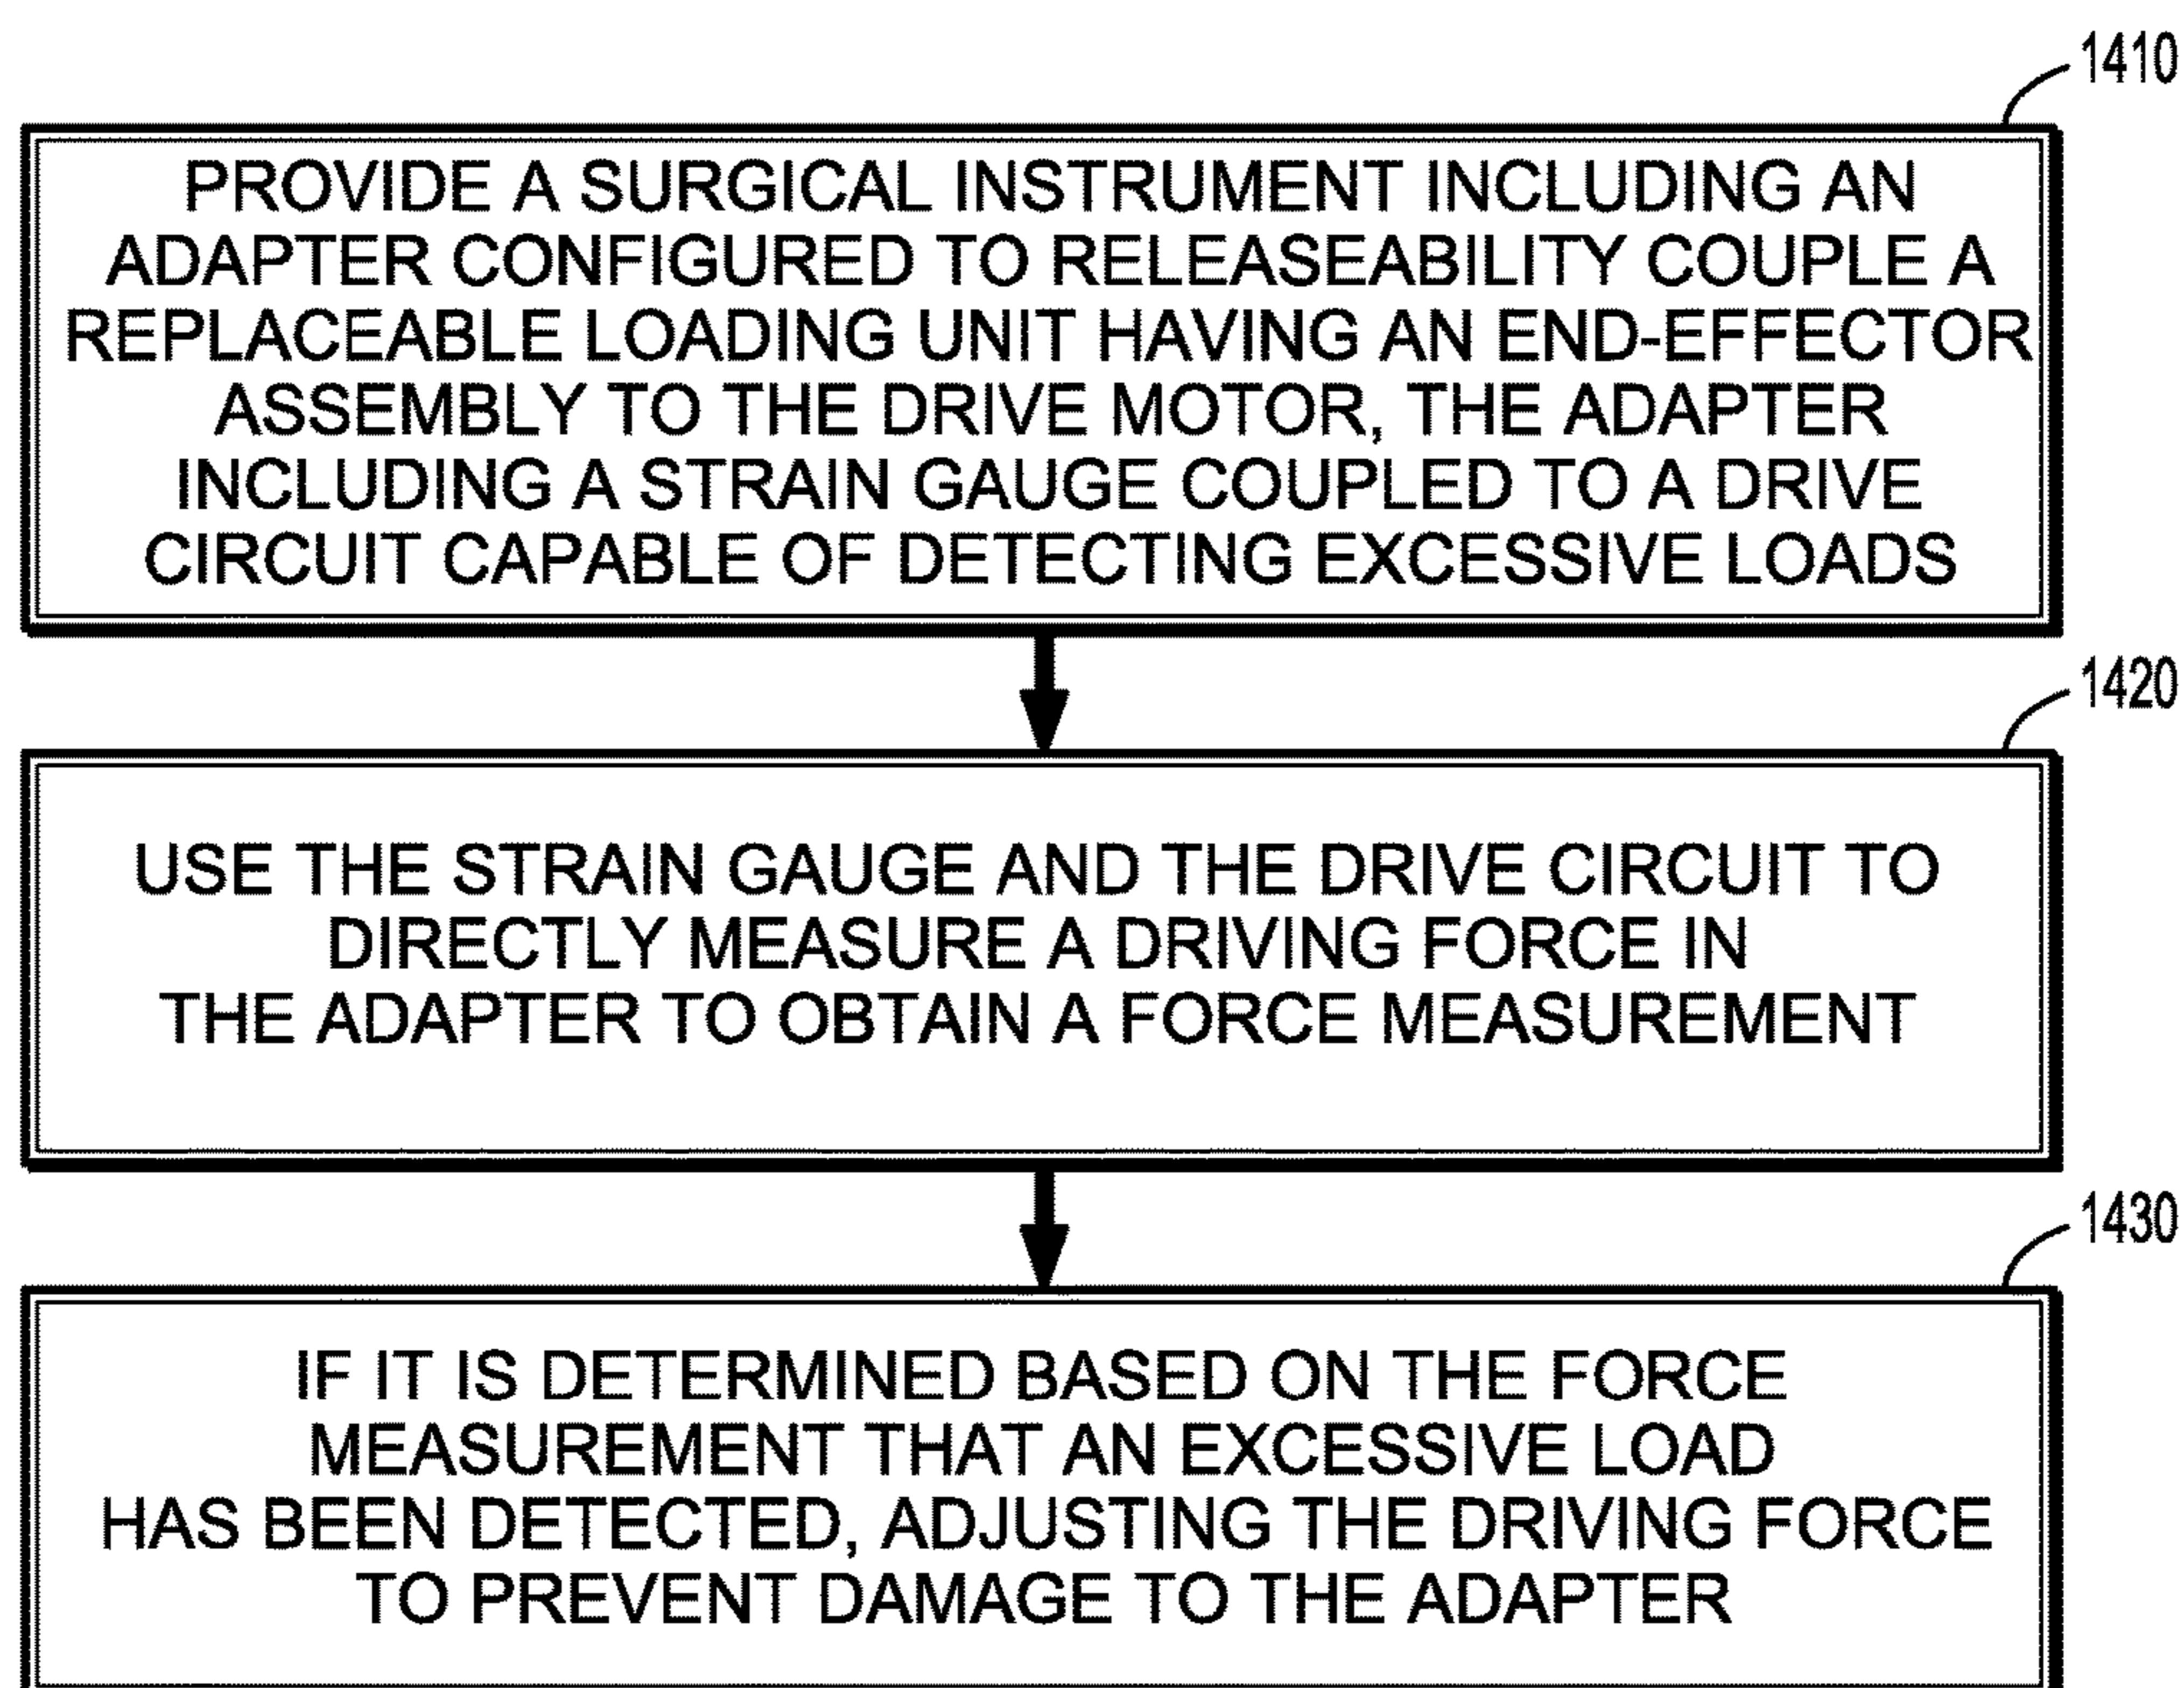 1410
PROVIDE A SURGICAL INSTRUMENT INCLUDING AN
ADAPTER CONFIGURED TO RELEASEABILITY COUPLE A
REPLACEABLE LOADING UNIT HAVING AN END-EFFECTOR
ASSEMBLY TO THE DRIVE MOTOR, THE ADAPTER
INCLUDING A STRAIN GAUGE COUPLED TO A DRIVE
CIRCUIT CAPABLE OF DETECTING EXCESSIVE LOADS
1420
USE THE STRAIN GAUGE AND THE DRIVE CIRCUIT TO
DIRECTLY MEASURE A DRIVING FORCE IN
THE ADAPTER TO OBTAIN A FORCE MEASUREMENT
1430
IF IT IS DETERMINED BASED ON THE FORCE
MEASUREMENT THAT AN EXCESSIVE LOAD
HAS BEEN DETECTED, ADJUSTING THE DRIVING FORCE
TO PREVENT DAMAGE TO THE ADAPTER